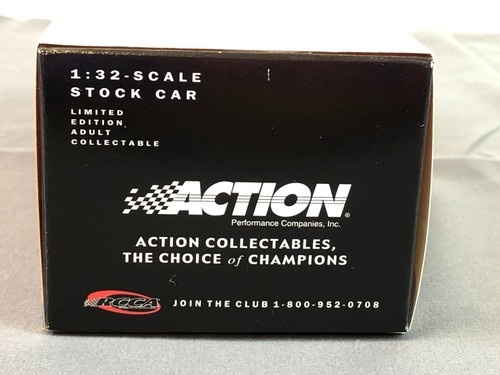 1:32-SCALE
STOCK CAR
LIMITED
EDITION
ADULT
COLLECTABLE
ACTION®
Performance Companies, Inc.
ACTION COLLECTABLES,
THE CHOICE of CHAMPIONS
RCCA
JOIN THE CLUB 1-800-952-0708